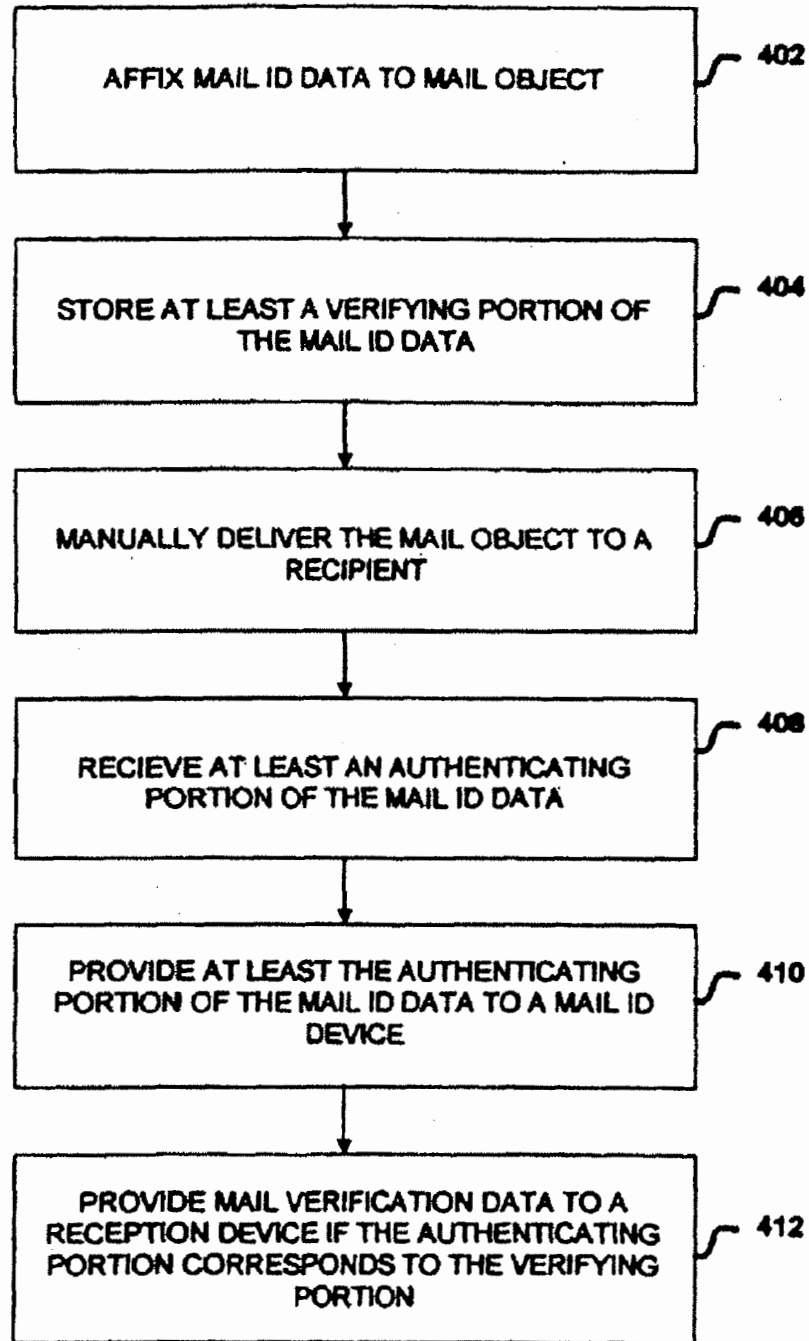 AFFIX MAIL ID DATA TO MAIL OBJECT
402
STORE AT LEAST A VERIFYING PORTION OF
THE MAIL ID DATA
404
MANUALLY DELIVER THE MAIL OBJECT TO A
RECIPIENT
406
RECIEVE AT LEAST AN AUTHENTICATING
PORTION OF THE MAIL ID DATA
408
PROVIDE AT LEAST THE AUTHENTICATING
PORTION OF THE MAIL ID DATA TO A MAIL ID
DEVICE
410
PROVIDE MAIL VERIFICATION DATA TO A
RECEPTION DEVICE IF THE AUTHENTICATING
PORTION CORRESPONDS TO THE VERIFYING
PORTION
412